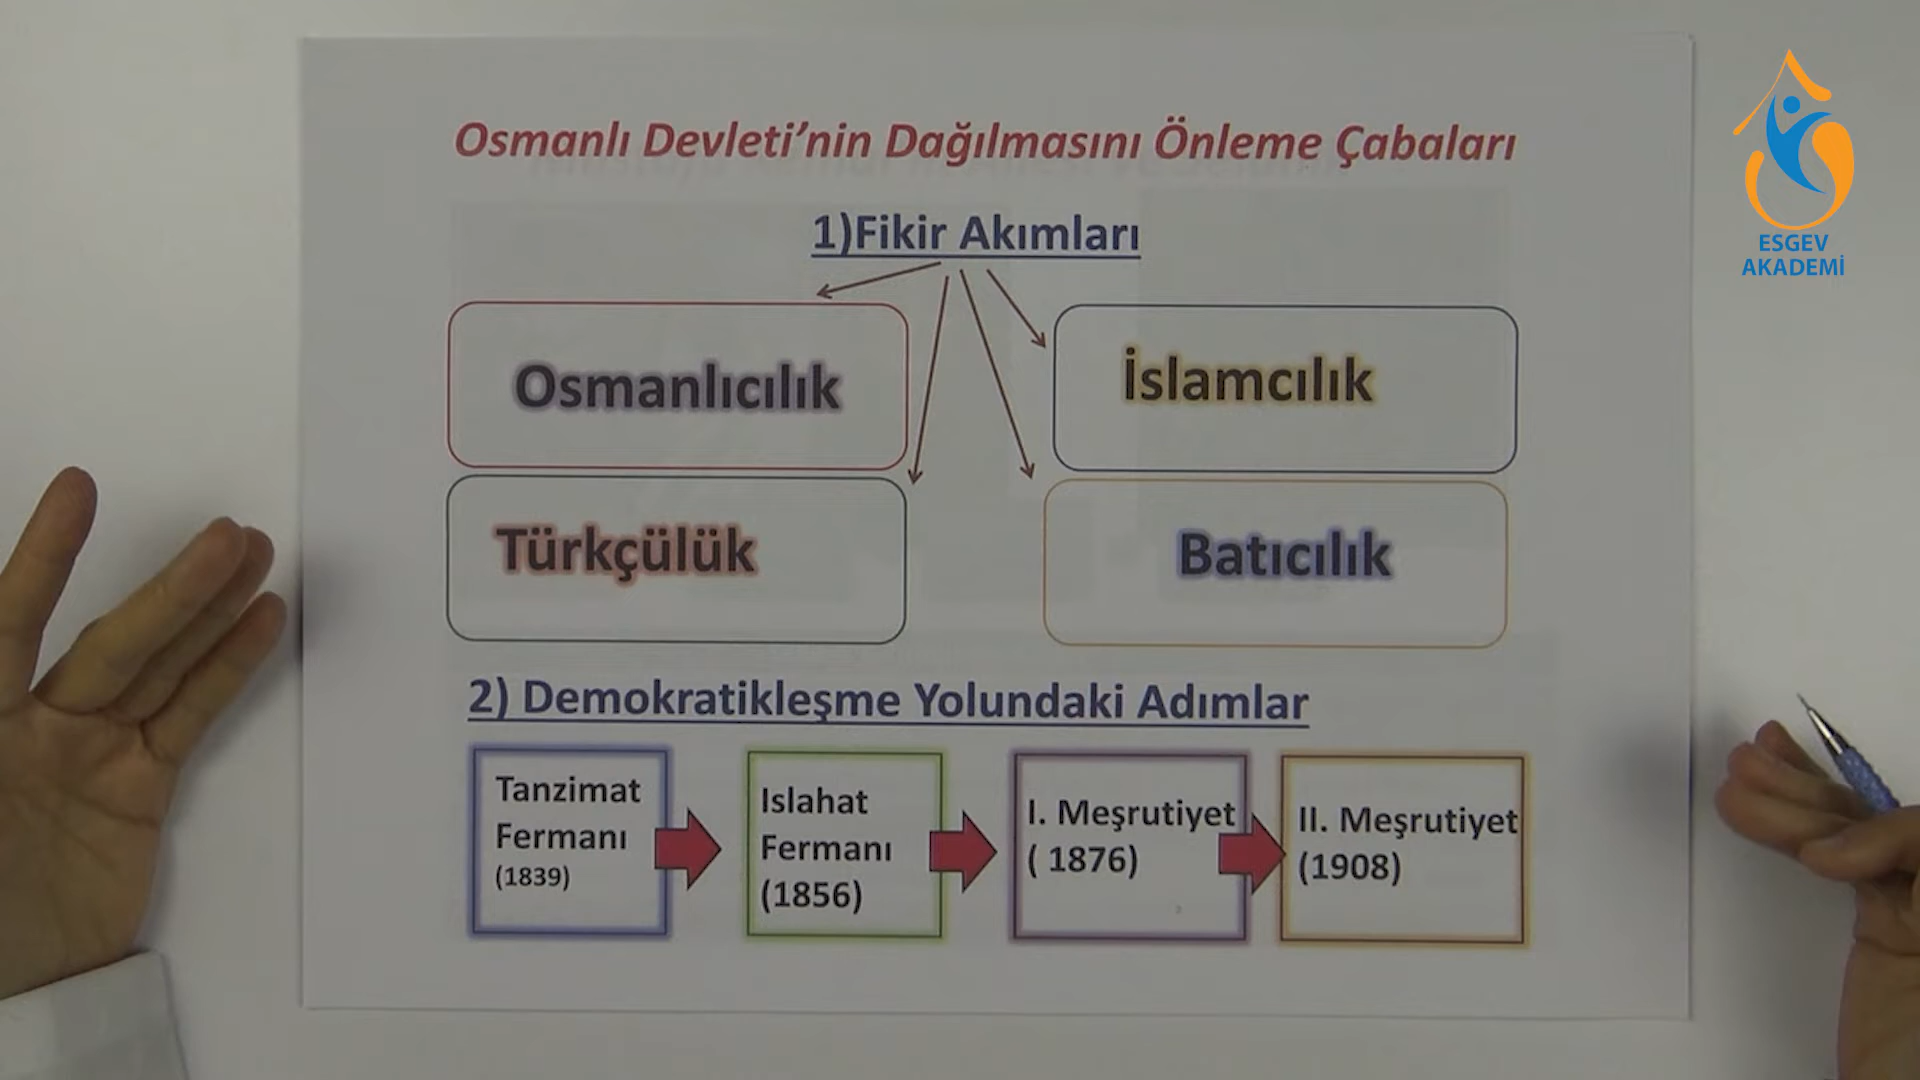 Osmanlı Devleti’nin Dağılmasını Önleme Çabaları
1)Fikir Akımları
Osmanlıcılık
İslamcılık
Türkçülük
Batıcılık
2) Demokratikleşme Yolundaki Adımlar
Tanzimat
Fermanı
(1839)
Islahat
Fermanı
(1856)
I. Meşrutiyet
( 1876)
II. Meşrutiyet
(1908)
ESGEV
AKADEMİ